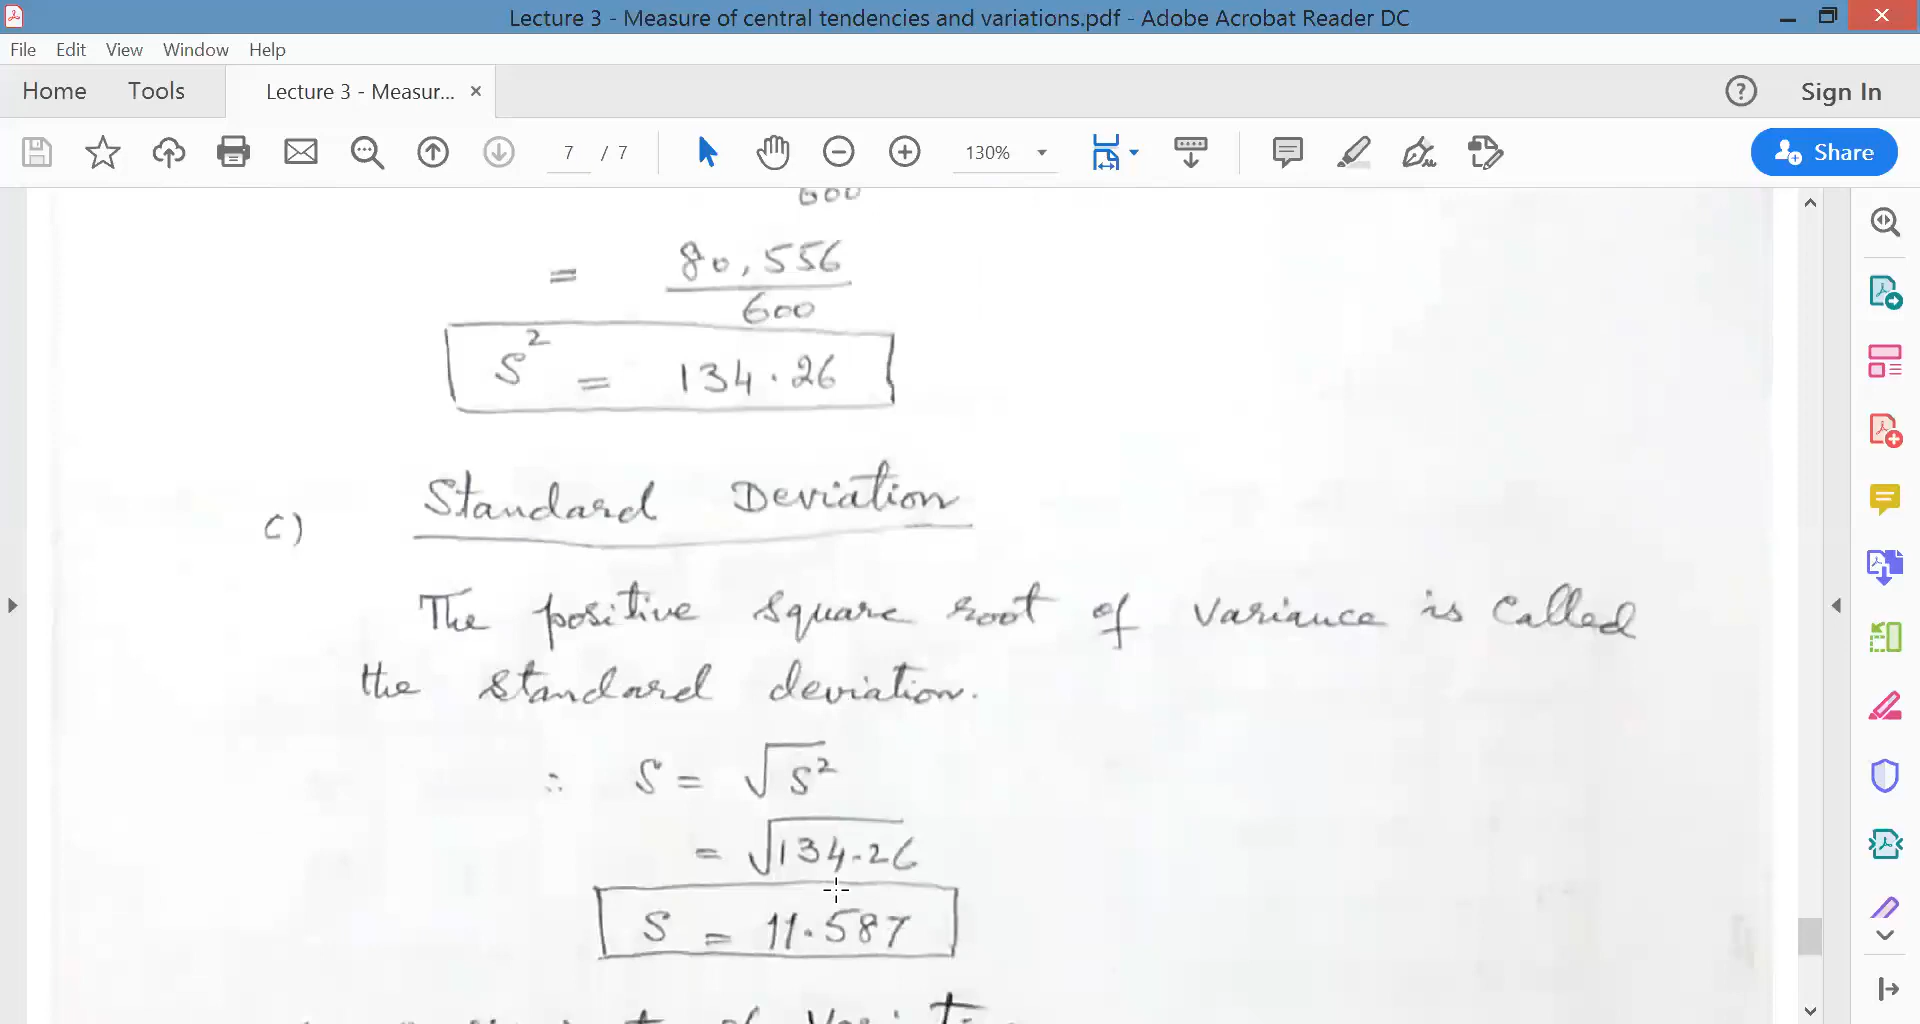 Lecture 3 - Measure of central tendencies and variations.pdf - Adobe Acrobat Reader DC
File Edit View Window Help
Home Tools Lecture 3 - Measur... × ? Sign In
7 / 7 130% Share
600
= 80,556
600
S² = 134.26
C) Standard Deviation
The positive square root of variance is called
the standard deviation.
∴ S = √S²
= √134.26
S = 11.587
of